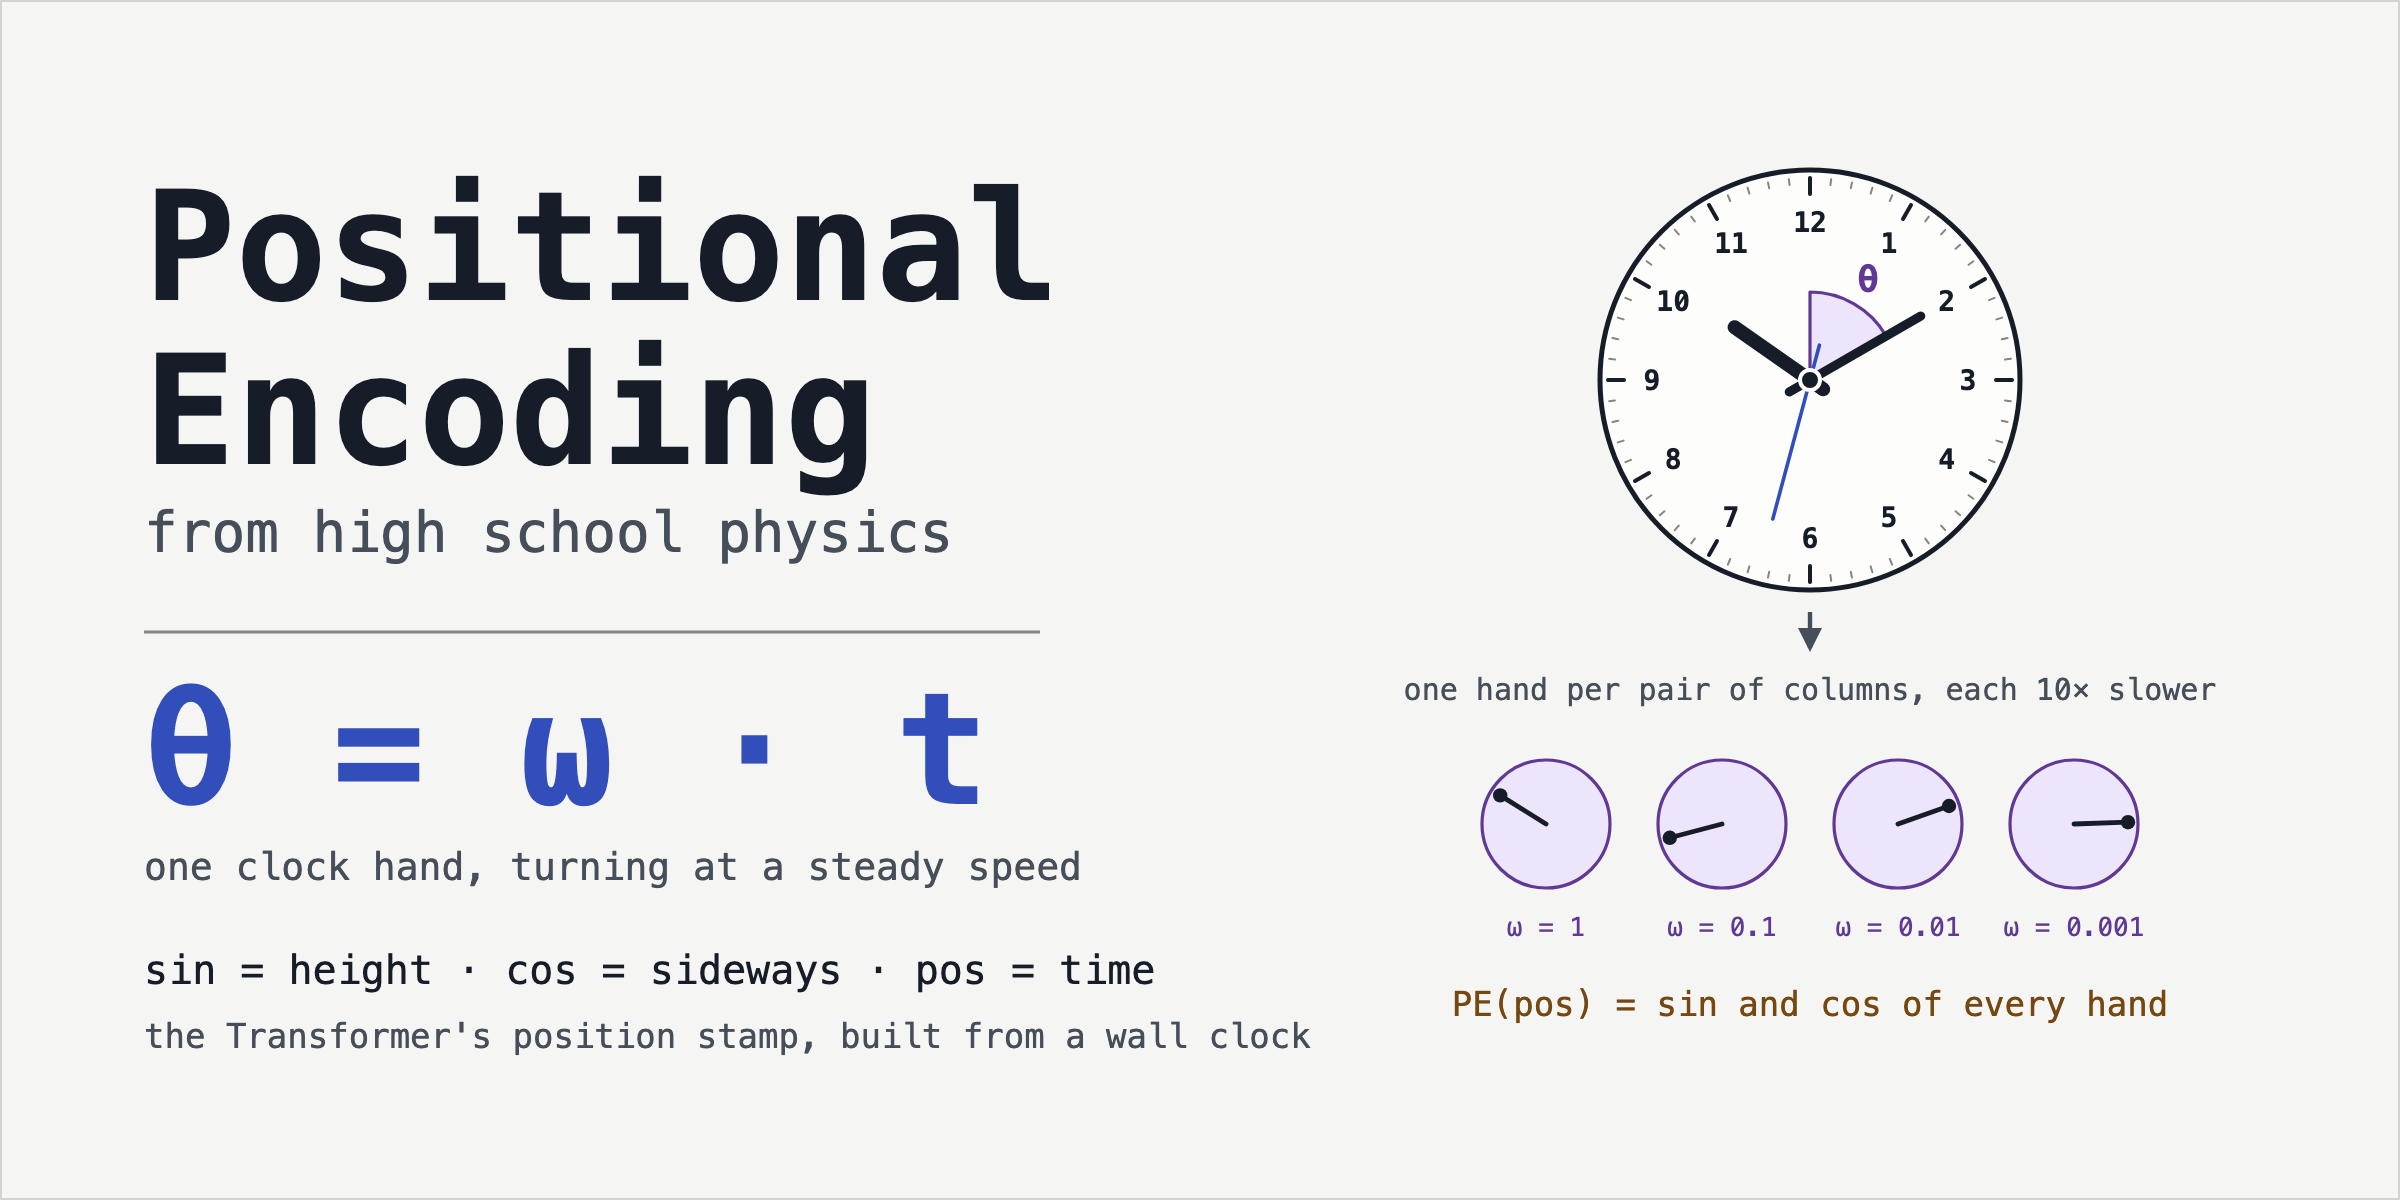 Positional
Encoding
from high school physics
θ = ω · t
one clock hand, turning at a steady speed
sin = height · cos = sideways · pos = time
the Transformer's position stamp, built from a wall clock
12
1
2
3
4
5
6
7
8
9
10
11
θ
one hand per pair of columns, each 10× slower
ω = 1
ω = 0.1
ω = 0.01
ω = 0.001
PE(pos) = sin and cos of every hand